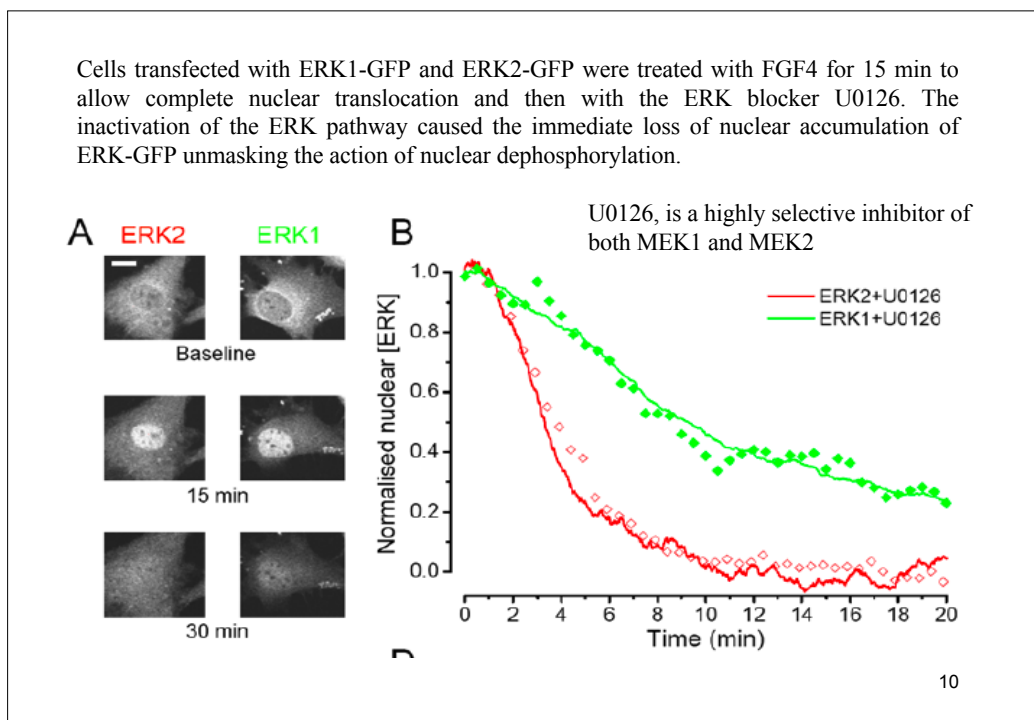 Cells transfected with ERK1-GFP and ERK2-GFP were treated with FGF4 for 15 min to
allow complete nuclear translocation and then with the ERK blocker U0126. The
inactivation of the ERK pathway caused the immediate loss of nuclear accumulation of
ERK-GFP unmasking the action of nuclear dephosphorylation.
U0126, is a highly selective inhibitor of
both MEK1 and MEK2
A
ERK2
ERK1
Baseline
15 min
30 min
B
Normalised nuclear [ERK]
1.0
0.8
0.6
0.4
0.2
0.0
ERK2+U0126
ERK1+U0126
0 2 4 6 8 10 12 14 16 18 20
Time (min)
10